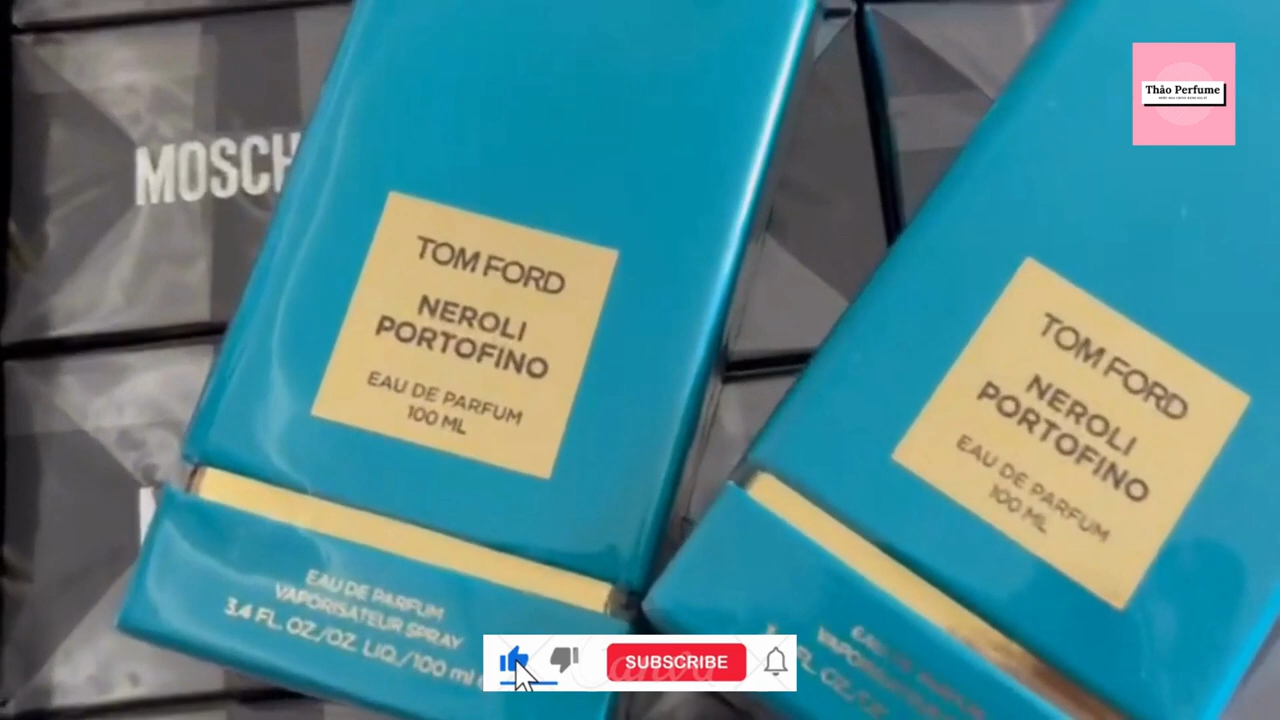 MOSCH
Thảo Perfume
TOM FORD
NEROLI
PORTOFINO
EAU DE PARFUM
100 ML
EAU DE PARFUM
VAPORISATEUR SPRAY
3.4 FL. OZ./OZ. LIQ./100 ml
TOM FORD
NEROLI
PORTOFINO
EAU DE PARFUM
100 ML
SUBSCRIBE
Canva